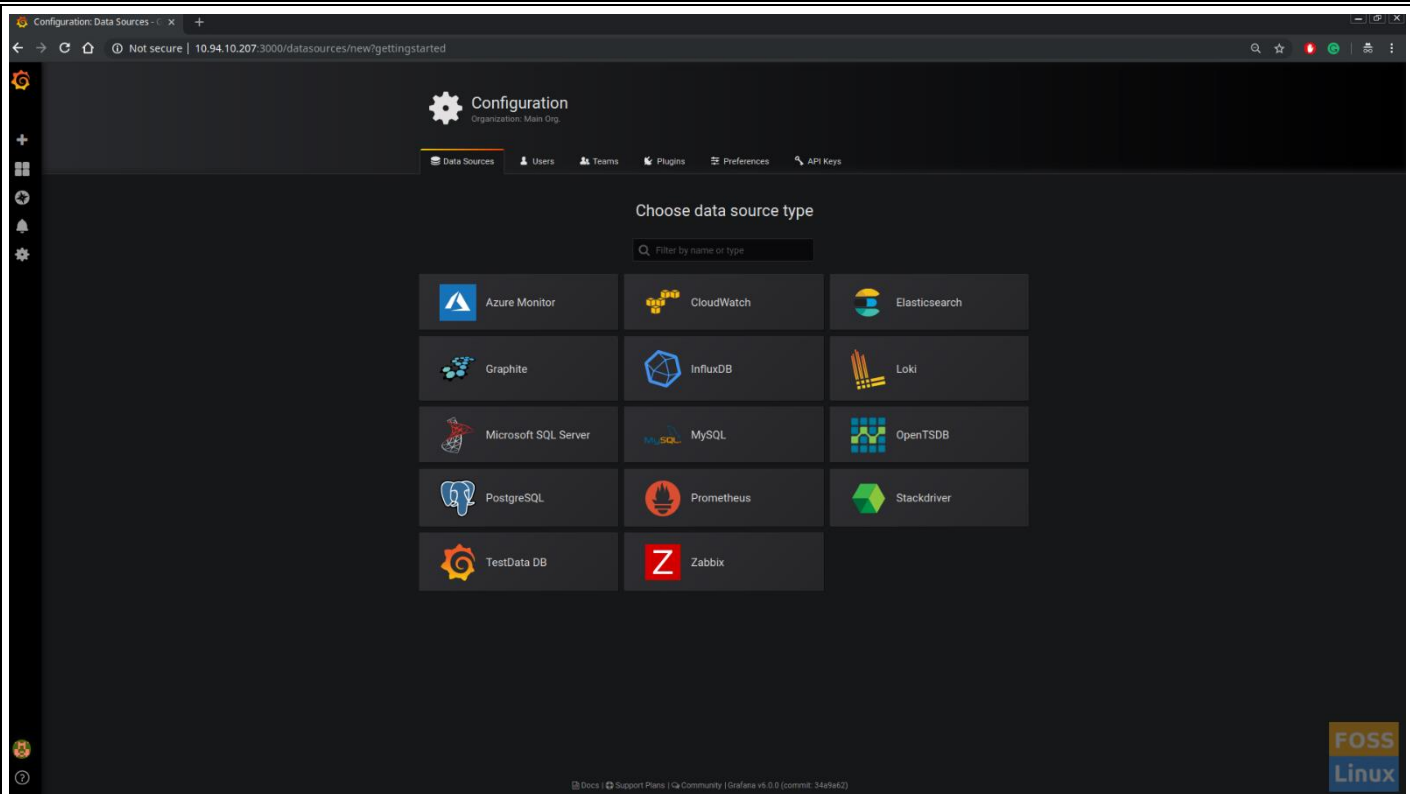 Configuration: Data Sources - G
Not secure | 10.94.10.207:3000/datasources/new?gettingstarted
Configuration
Organization: Main Org.
Data Sources Users Teams Plugins Preferences API Keys
Choose data source type
Filter by name or type
Azure Monitor CloudWatch Elasticsearch
Graphite InfluxDB Loki
Microsoft SQL Server MySQL MySQL OpenTSDB
PostgreSQL Prometheus Stackdriver
TestData DB Z Zabbix
Docs | Support Plans | Community | Grafana v6.0.0 (commit: 34a9a62)
FOSS
Linux